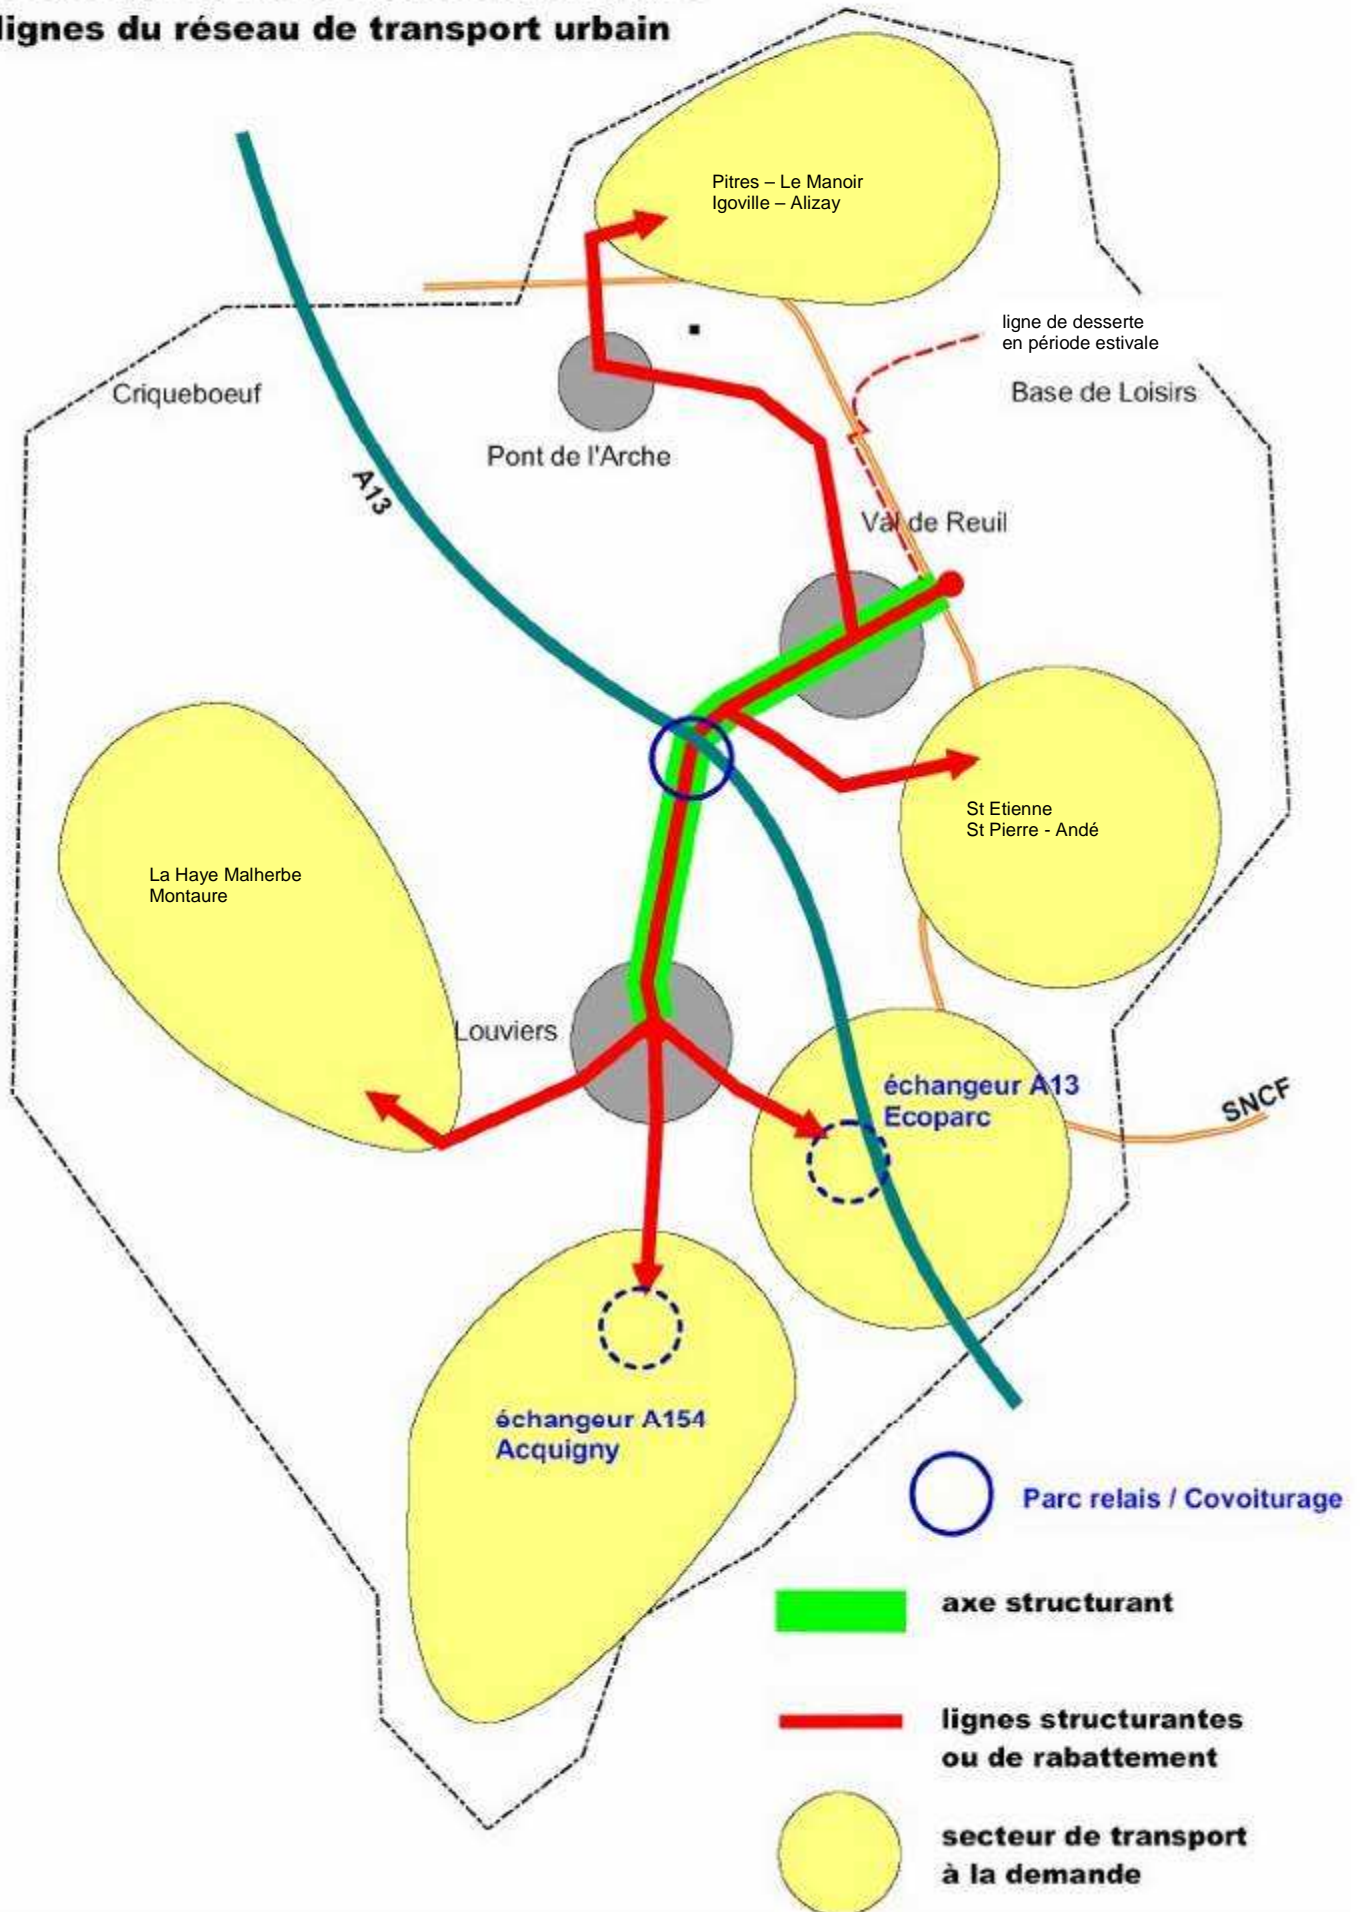 lignes du réseau de transport urbain
Pitres – Le Manoir
Igoville – Alizay
ligne de desserte
en période estivale
Criqueboeuf
Base de Loisirs
Pont de l'Arche
A13
Val de Reuil
St Etienne
St Pierre - Andé
La Haye Malherbe
Montaure
Louviers
échangeur A13
Ecoparc
SNCF
échangeur A154
Acquigny
Parc relais / Covoiturage
axe structurant
lignes structurantes
ou de rabattement
secteur de transport
à la demande